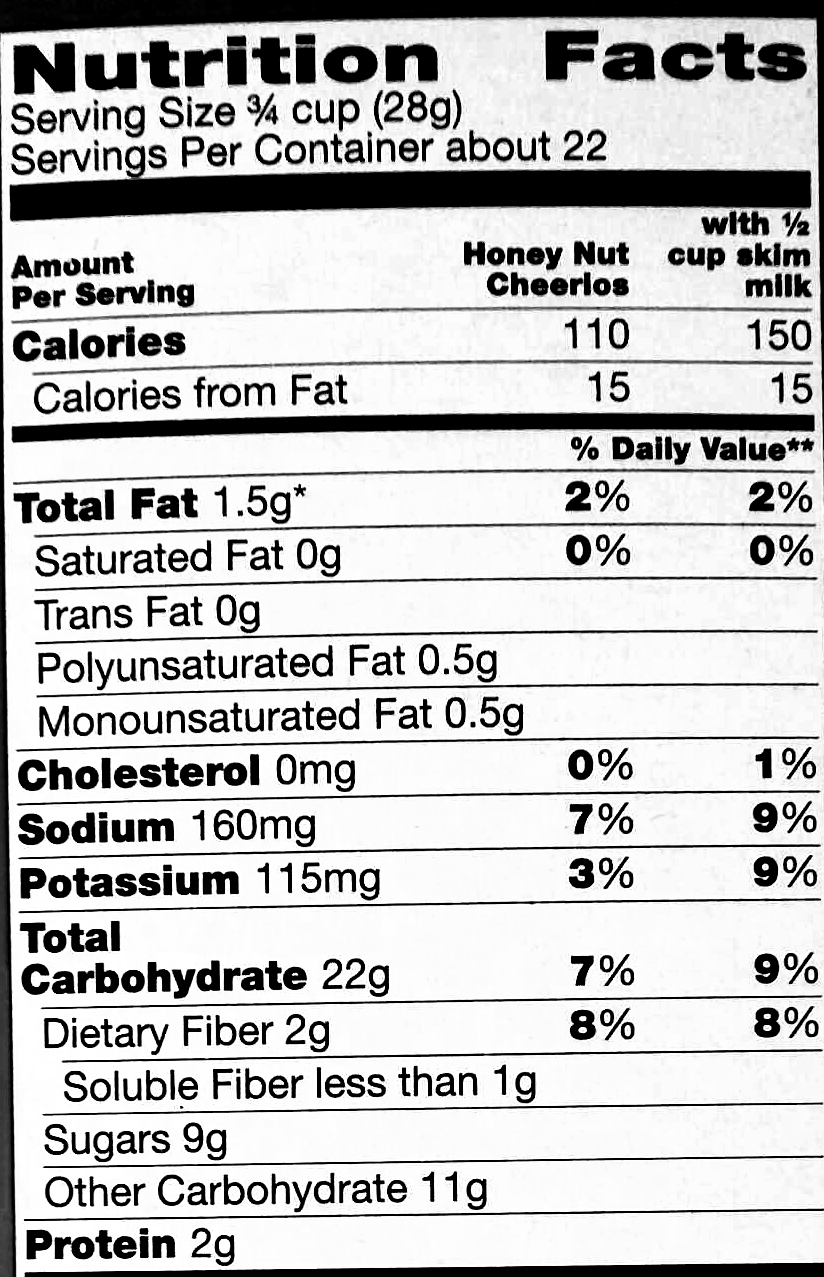 Nutrition Facts
Serving Size ¾ cup (28g)
Servings Per Container about 22
Amount Per Serving Honey Nut Cheerios with ½ cup skim milk
Calories 110 150
Calories from Fat 15 15
% Daily Value**
Total Fat 1.5g* 2% 2%
Saturated Fat 0g 0% 0%
Trans Fat 0g
Polyunsaturated Fat 0.5g
Monounsaturated Fat 0.5g
Cholesterol 0mg 0% 1%
Sodium 160mg 7% 9%
Potassium 115mg 3% 9%
Total
Carbohydrate 22g 7% 9%
Dietary Fiber 2g 8% 8%
Soluble Fiber less than 1g
Sugars 9g
Other Carbohydrate 11g
Protein 2g